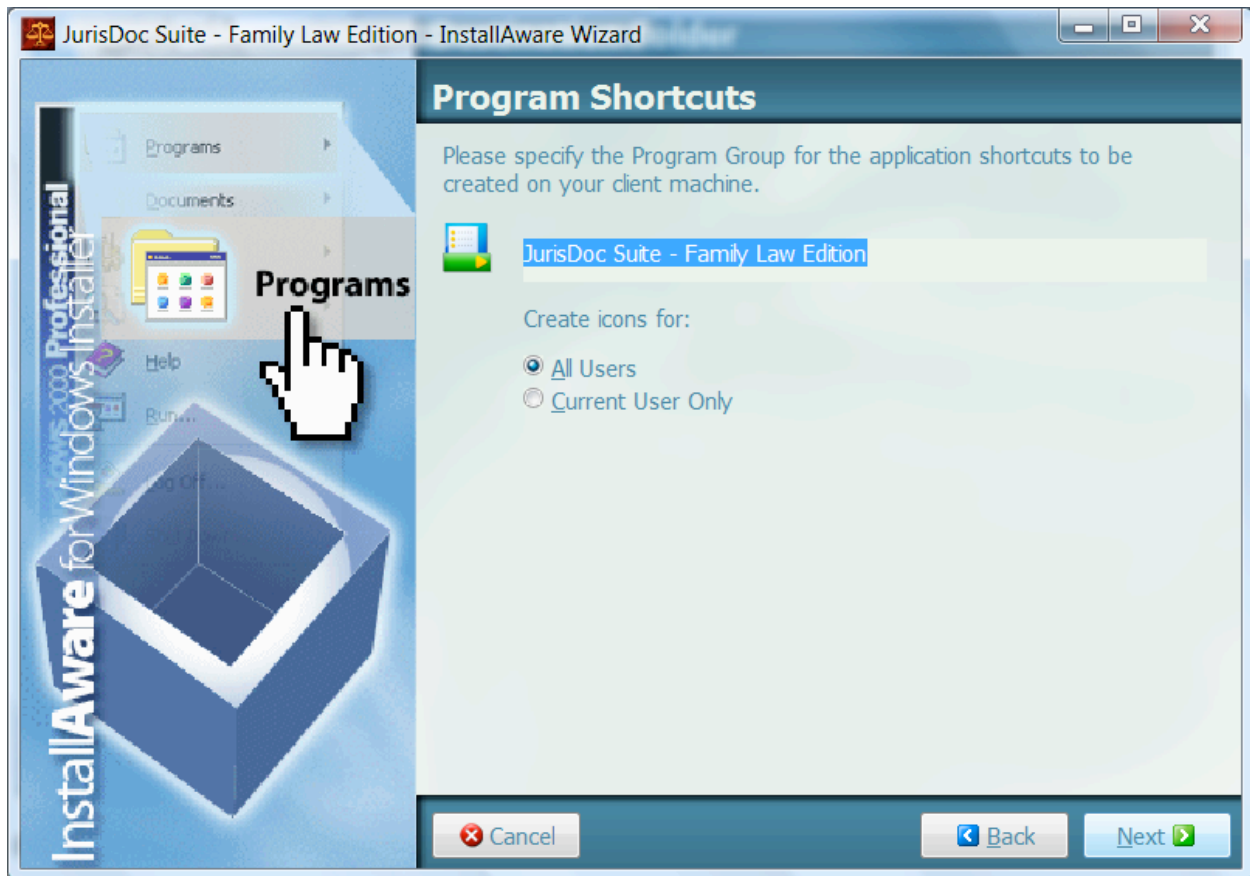 JurisDoc Suite - Family Law Edition - InstallAware Wizard
Program Shortcuts
Please specify the Program Group for the application shortcuts to be
created on your client machine.
JurisDoc Suite - Family Law Edition
Create icons for:
All Users
Current User Only
Programs
Documents
Programs
Help
Run...
Log Off...
Windows 2000 Professional
InstallAware for Windows Installer
Cancel
Back
Next